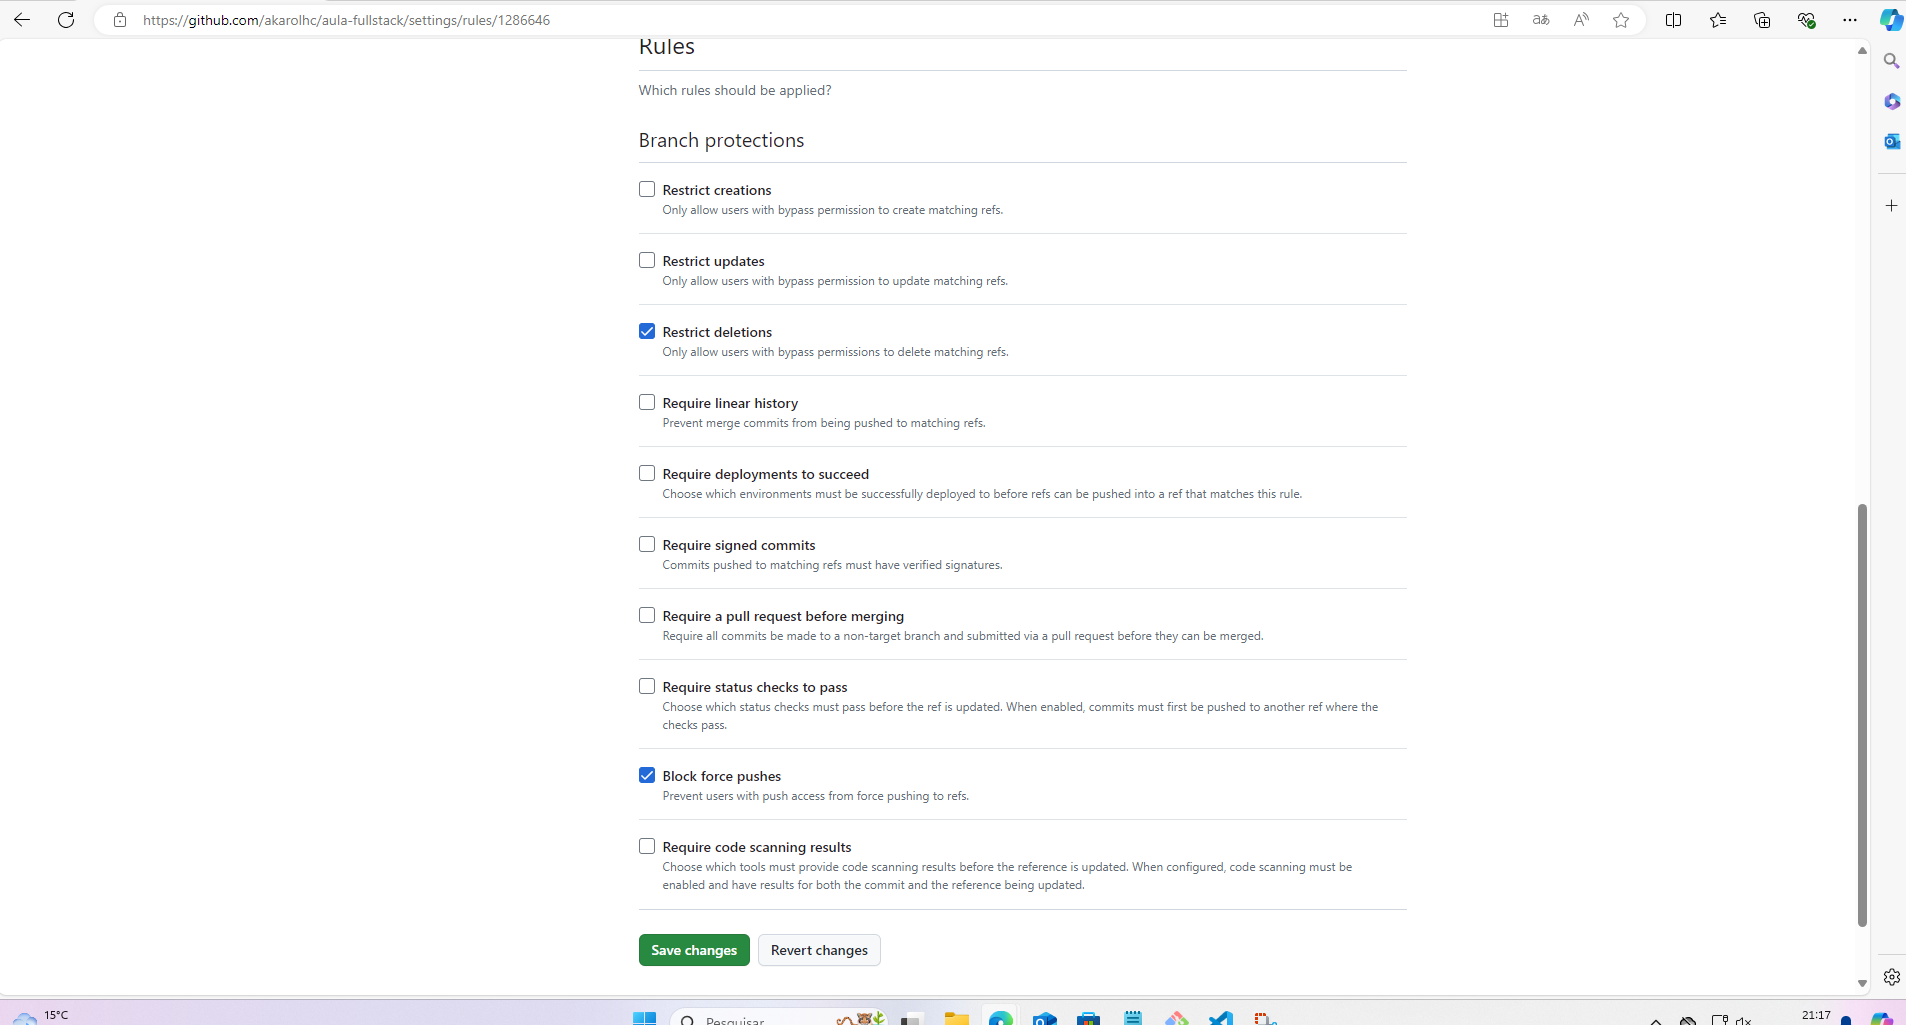 https://github.com/akarolhc/aula-fullstack/settings/rules/1286646
Rules
Which rules should be applied?
Branch protections
Restrict creations
Only allow users with bypass permission to create matching refs.
Restrict updates
Only allow users with bypass permission to update matching refs.
Restrict deletions
Only allow users with bypass permissions to delete matching refs.
Require linear history
Prevent merge commits from being pushed to matching refs.
Require deployments to succeed
Choose which environments must be successfully deployed to before refs can be pushed into a ref that matches this rule.
Require signed commits
Commits pushed to matching refs must have verified signatures.
Require a pull request before merging
Require all commits be made to a non-target branch and submitted via a pull request before they can be merged.
Require status checks to pass
Choose which status checks must pass before the ref is updated. When enabled, commits must first be pushed to another ref where the
checks pass.
Block force pushes
Prevent users with push access from force pushing to refs.
Require code scanning results
Choose which tools must provide code scanning results before the reference is updated. When configured, code scanning must be
enabled and have results for both the commit and the reference being updated.
Save changes Revert changes
15°C
Pesquisar
21:17